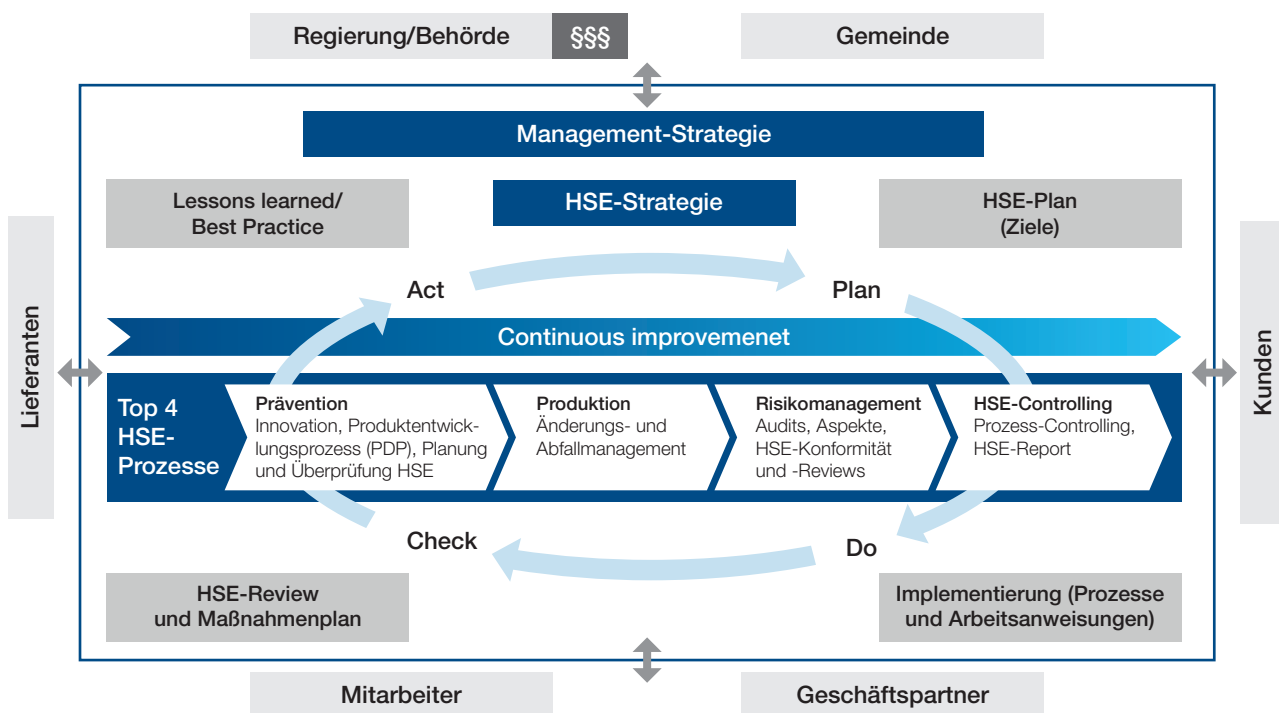 Regierung/Behörde
§§§
Gemeinde
Management-Strategie
Lessons learned/
Best Practice
HSE-Strategie
HSE-Plan
(Ziele)
Act
Plan
Lieferanten
Continuous improvemenet
Kunden
Top 4
HSE-
Prozesse
Prävention
Innovation, Produktentwick-
lungsprozess (PDP), Planung
und Überprüfung HSE
Produktion
Änderungs- und
Abfallmanagement
Risikomanagement
Audits, Aspekte,
HSE-Konformität
und -Reviews
HSE-Controlling
Prozess-Controlling,
HSE-Report
Check
Do
HSE-Review
und Maßnahmenplan
Implementierung (Prozesse
und Arbeitsanweisungen)
Mitarbeiter
Geschäftspartner